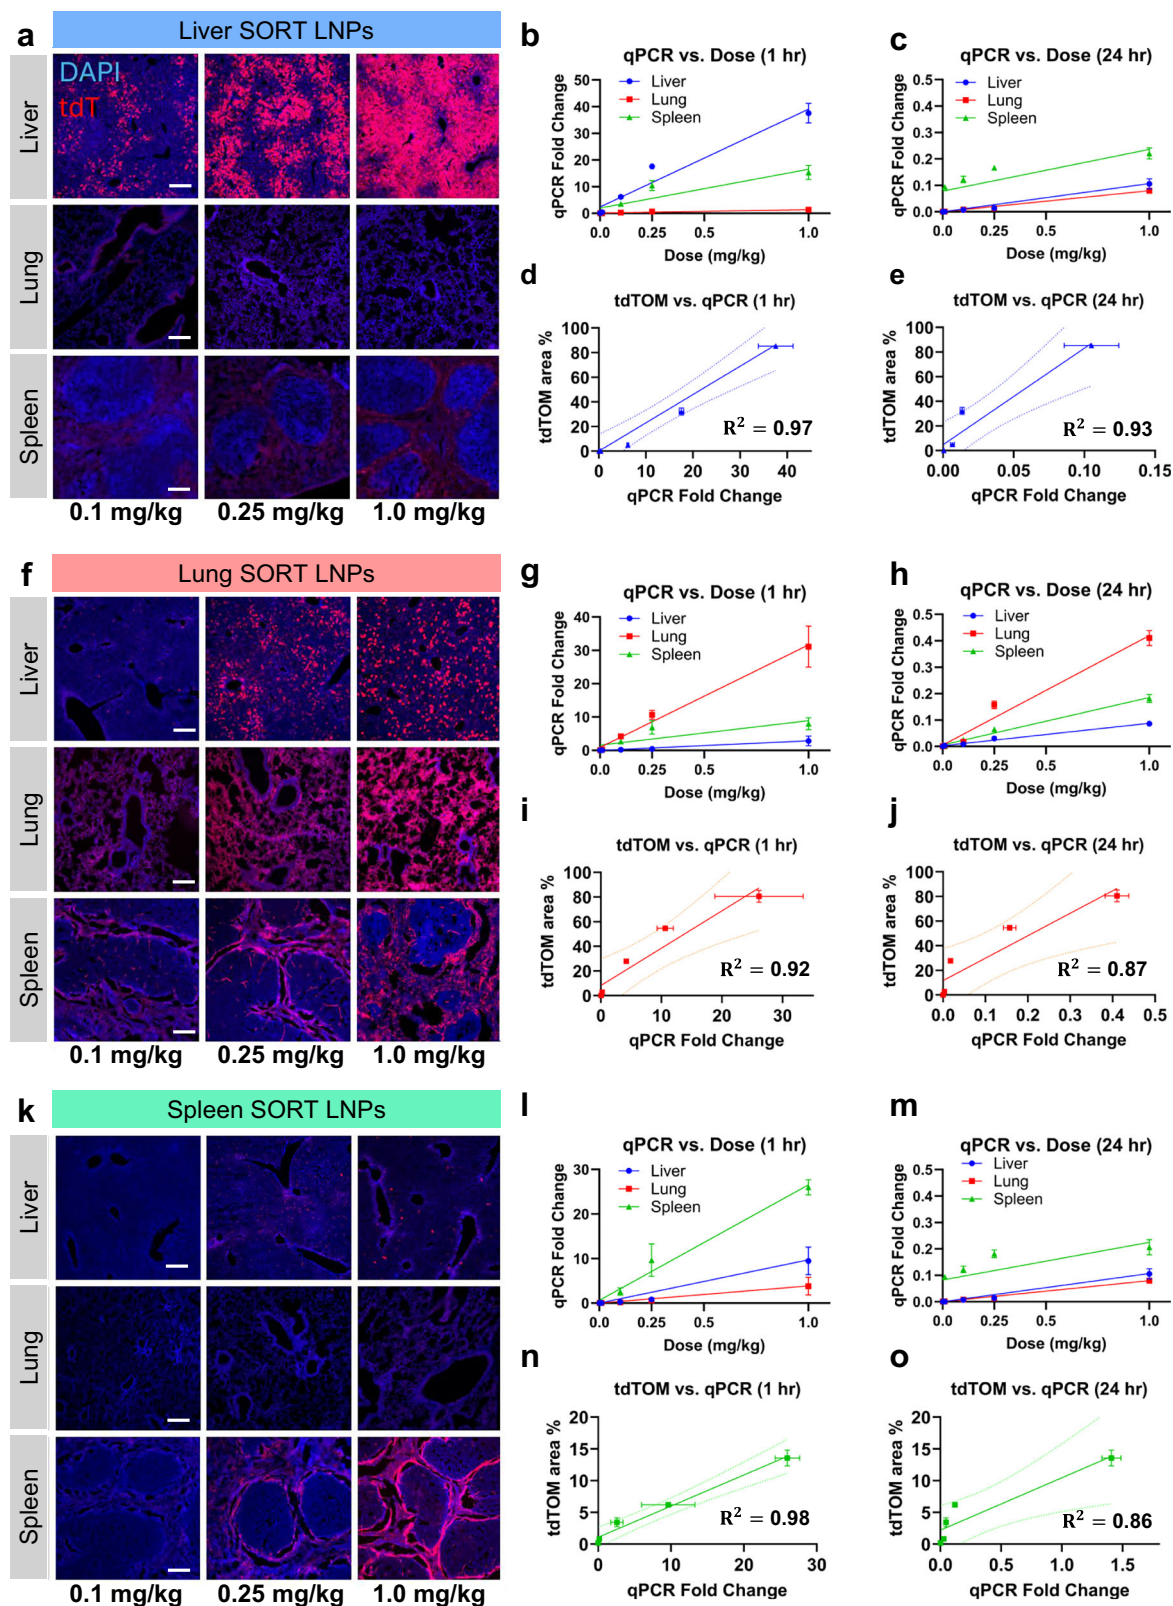 a
Liver SORT LNPs
Liver
DAPI
tdT
Lung
Spleen
0.1 mg/kg
0.25 mg/kg
1.0 mg/kg
b
qPCR vs. Dose (1 hr)
qPCR Fold Change
50
40
30
20
10
0
Liver
Lung
Spleen
0.0
0.25
0.5
1.0
Dose (mg/kg)
c
qPCR vs. Dose (24 hr)
qPCR Fold Change
0.5
0.4
0.3
0.2
0.1
0.0
Liver
Lung
Spleen
0.0
0.25
0.5
1.0
Dose (mg/kg)
d
tdTOM vs. qPCR (1 hr)
tdTOM area %
100
80
60
40
20
0
R² = 0.97
0
10
20
30
40
qPCR Fold Change
e
tdTOM vs. qPCR (24 hr)
tdTOM area %
100
80
60
40
20
0
R² = 0.93
0.00
0.05
0.10
0.15
qPCR Fold Change
f
Lung SORT LNPs
Liver
Lung
Spleen
0.1 mg/kg
0.25 mg/kg
1.0 mg/kg
g
qPCR vs. Dose (1 hr)
qPCR Fold Change
40
30
20
10
0
Liver
Lung
Spleen
0.0
0.25
0.5
1.0
Dose (mg/kg)
h
qPCR vs. Dose (24 hr)
qPCR Fold Change
0.5
0.4
0.3
0.2
0.1
0.0
Liver
Lung
Spleen
0.0
0.25
0.5
1.0
Dose (mg/kg)
i
tdTOM vs. qPCR (1 hr)
tdTOM area %
100
80
60
40
20
0
R² = 0.92
0
10
20
30
qPCR Fold Change
j
tdTOM vs. qPCR (24 hr)
tdTOM area %
100
80
60
40
20
0
R² = 0.87
0.0
0.1
0.2
0.3
0.4
0.5
qPCR Fold Change
k
Spleen SORT LNPs
Liver
Lung
Spleen
0.1 mg/kg
0.25 mg/kg
1.0 mg/kg
l
qPCR vs. Dose (1 hr)
qPCR Fold Change
30
20
10
0
Liver
Lung
Spleen
0.0
0.25
0.5
1.0
Dose (mg/kg)
m
qPCR vs. Dose (24 hr)
qPCR Fold Change
0.5
0.4
0.3
0.2
0.1
0.0
Liver
Lung
Spleen
0.0
0.25
0.5
1.0
Dose (mg/kg)
n
tdTOM vs. qPCR (1 hr)
tdTOM area %
20
15
10
5
0
R² = 0.98
0
10
20
30
qPCR Fold Change
o
tdTOM vs. qPCR (24 hr)
tdTOM area %
20
15
10
5
0
R² = 0.86
0.0
0.5
1.0
1.5
qPCR Fold Change